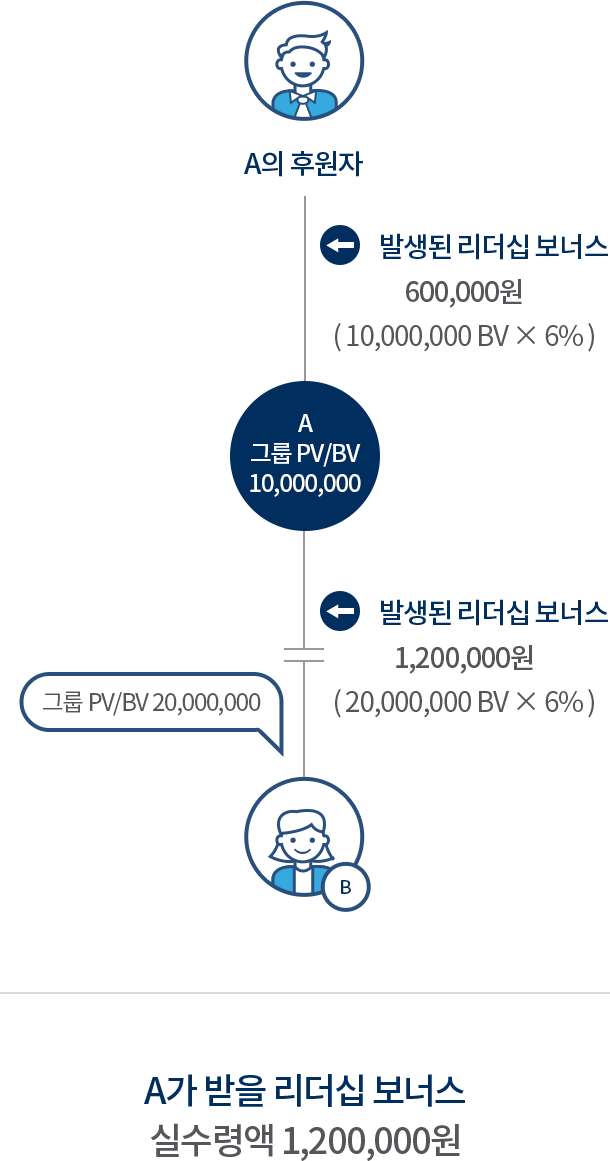 A의 후원자
발생된 리더십 보너스
600,000원
( 10,000,000 BV × 6% )
A
그룹 PV/BV
10,000,000
발생된 리더십 보너스
1,200,000원
( 20,000,000 BV × 6% )
그룹 PV/BV 20,000,000
B
A가 받을 리더십 보너스
실수령액 1,200,000원